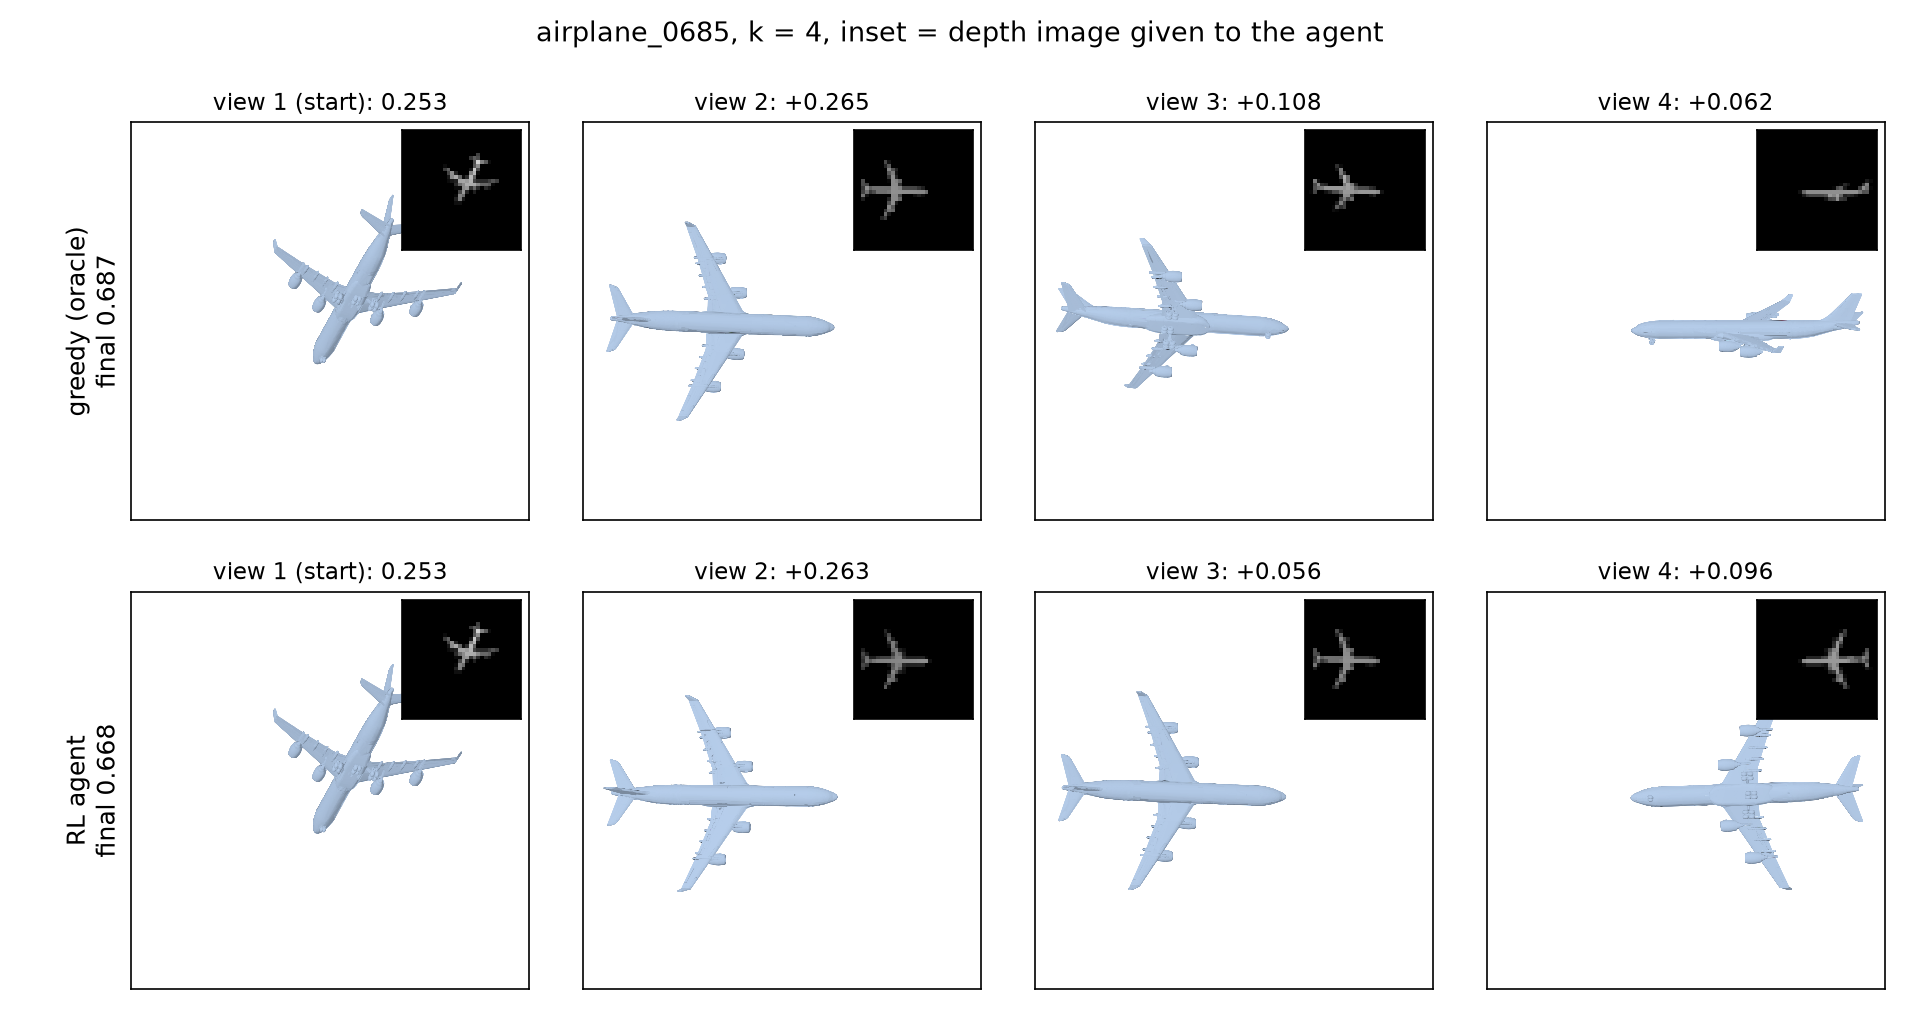 airplane_0685, k = 4, inset = depth image given to the agent
view 1 (start): 0.253
view 2: +0.265
view 3: +0.108
view 4: +0.062
greedy (oracle)
final 0.687
view 1 (start): 0.253
view 2: +0.263
view 3: +0.056
view 4: +0.096
RL agent
final 0.668